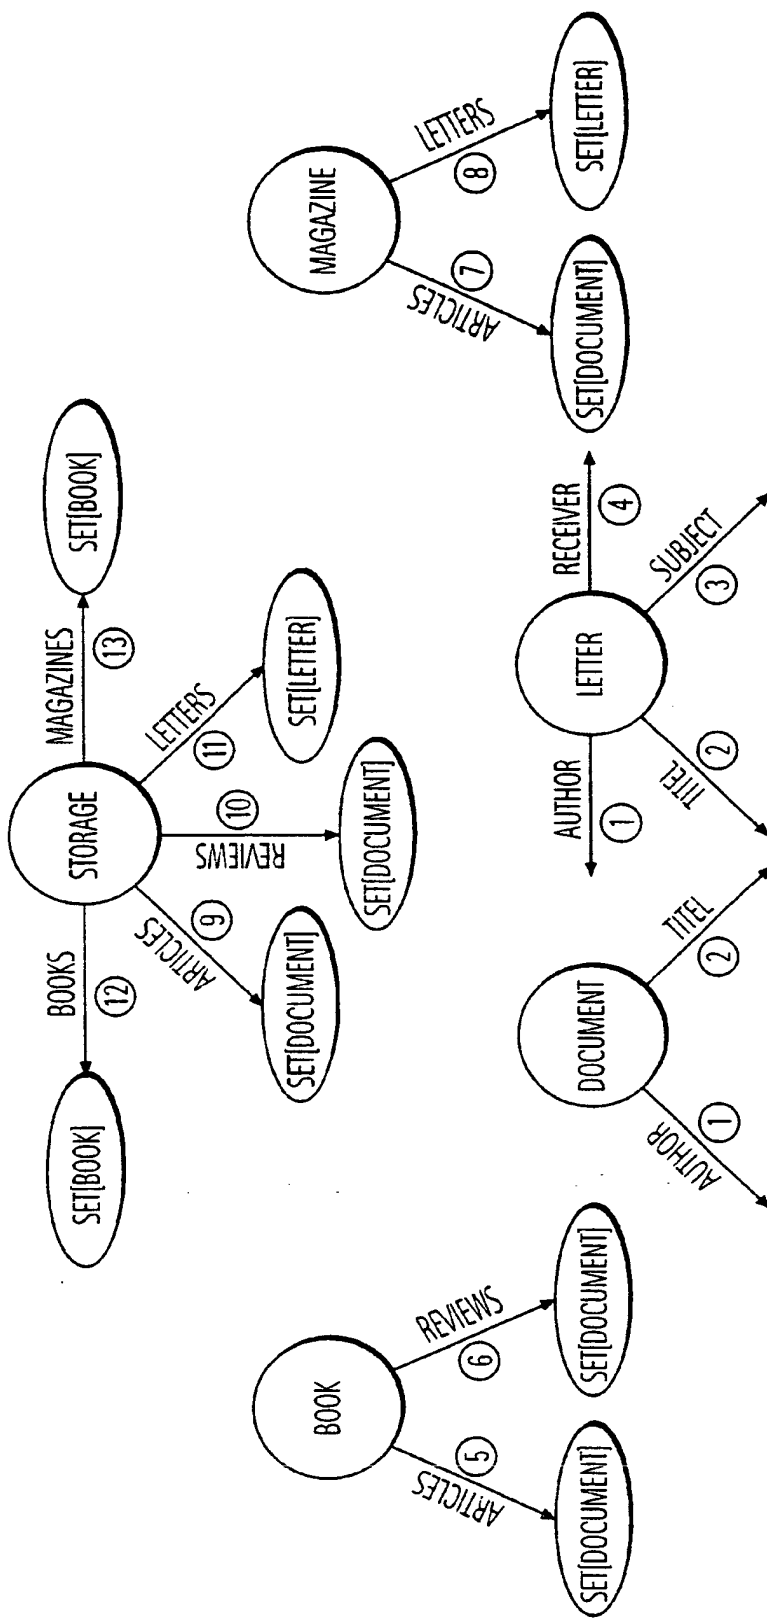 BOOKS
12
SET[BOOK]
STORAGE
MAGAZINES
13
SET[BOOK]
ARTICLES
9
SET[DOCUMENT]
REVIEWS
10
SET[DOCUMENT]
LETTERS
11
SET[LETTER]
BOOK
ARTICLES
5
SET[DOCUMENT]
REVIEWS
6
SET[DOCUMENT]
MAGAZINE
ARTICLES
7
SET[DOCUMENT]
LETTERS
8
SET[LETTER]
DOCUMENT
AUTHOR
1
TITEL
2
LETTER
AUTHOR
1
TITEL
2
SUBJECT
3
RECEIVER
4